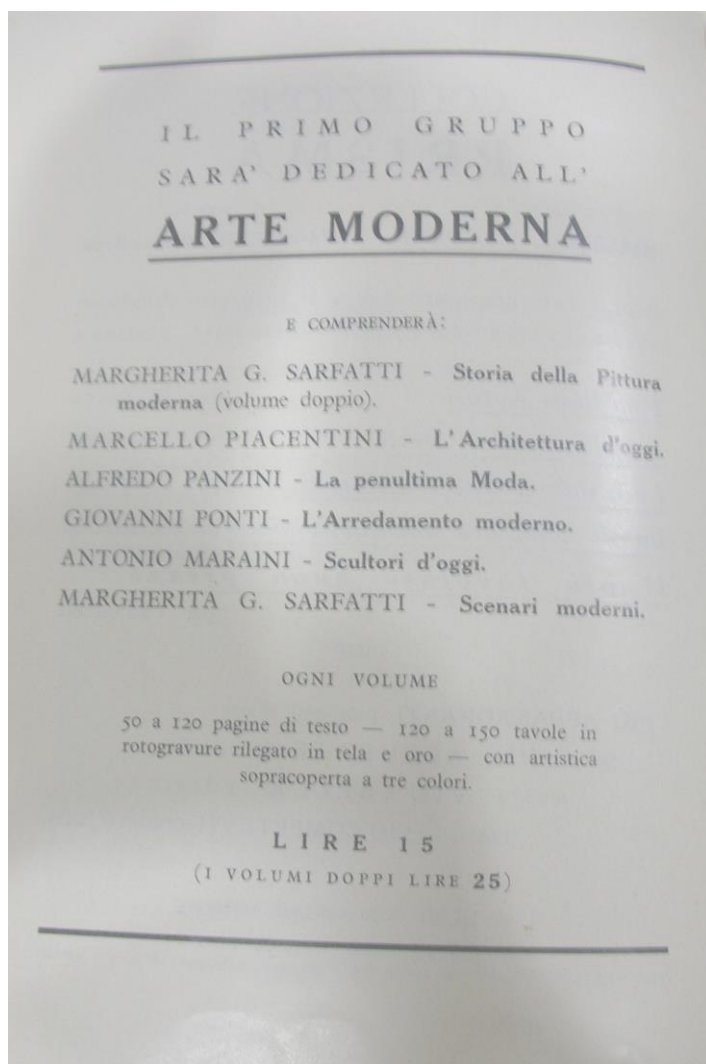 IL PRIMO GRUPPO
SARA' DEDICATO ALL'
ARTE MODERNA
E COMPRENDERÀ:
MARGHERITA G. SARFATTI - Storia della Pittura
moderna (volume doppio).
MARCELLO PIACENTINI - L'Architettura d'oggi.
ALFREDO PANZINI - La penultima Moda.
GIOVANNI PONTI - L'Arredamento moderno.
ANTONIO MARAINI - Scultori d'oggi.
MARGHERITA G. SARFATTI - Scenari moderni.
OGNI VOLUME
50 a 120 pagine di testo — 120 a 150 tavole in
rotogravure rilegato in tela e oro — con artistica
sopracoperta a tre colori.
LIRE 15
(I VOLUMI DOPPI LIRE 25)